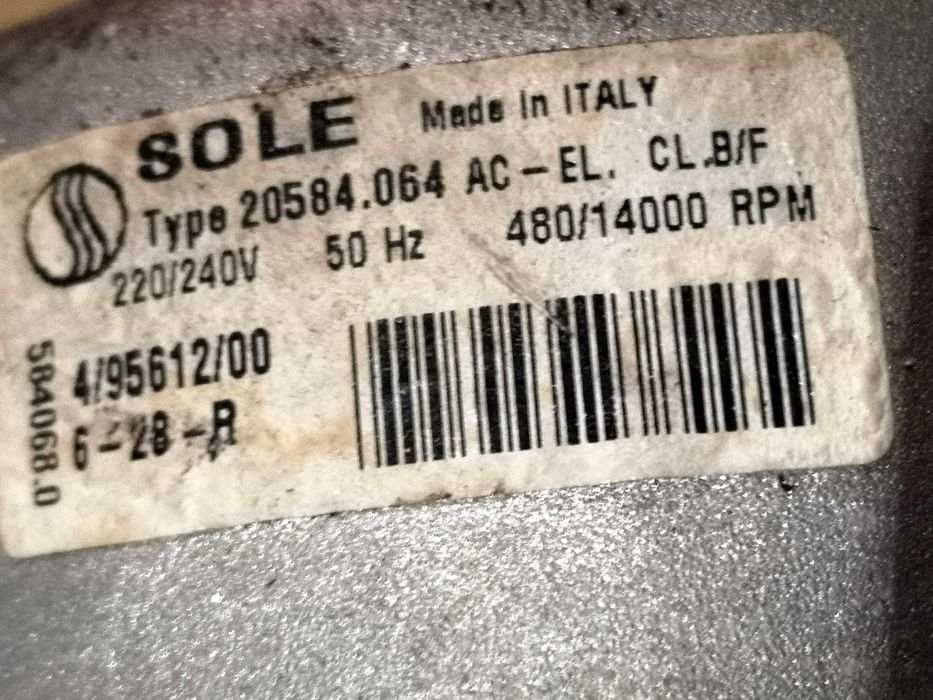 SOLE Made in ITALY
Type 20584.064 AC-EL. CL.B/F
220/240V 50 Hz 480/14000 RPM
4/95612/00
6-28-R
584068.0